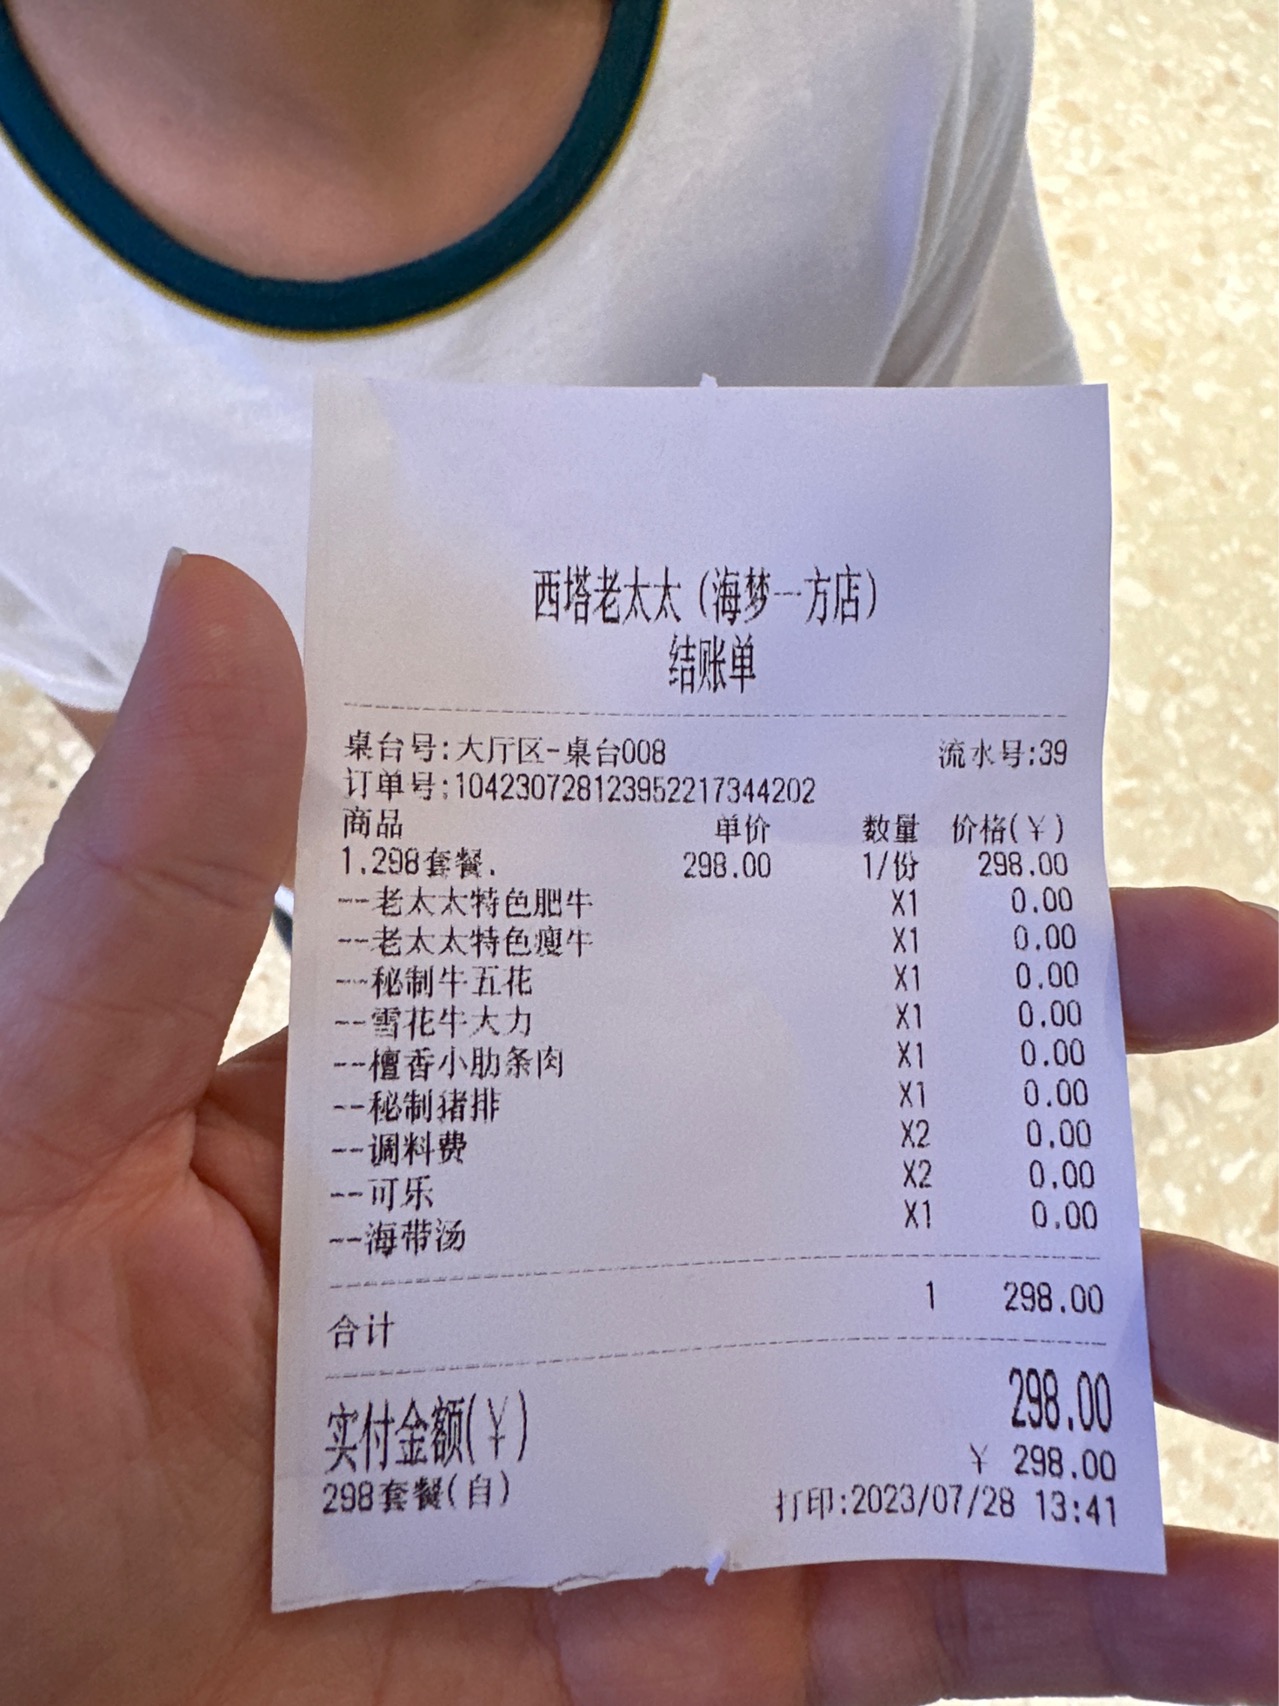 西塔老太太（海梦一方店）
结账单
桌台号:大厅区-桌台008 流水号:39
订单号:104230728123952217344202
商品 单价 数量 价格(￥)
1.298套餐. 298.00 1/份 298.00
--老太太特色肥牛 X1 0.00
--老太太特色瘦牛 X1 0.00
--秘制牛五花 X1 0.00
--雪花牛大力 X1 0.00
--檀香小肋条肉 X1 0.00
--秘制猪排 X1 0.00
--调料费 X2 0.00
--可乐 X2 0.00
--海带汤 X1 0.00
合计 1 298.00
实付金额(￥) 298.00
298套餐(自) ￥ 298.00
打印:2023/07/28 13:41